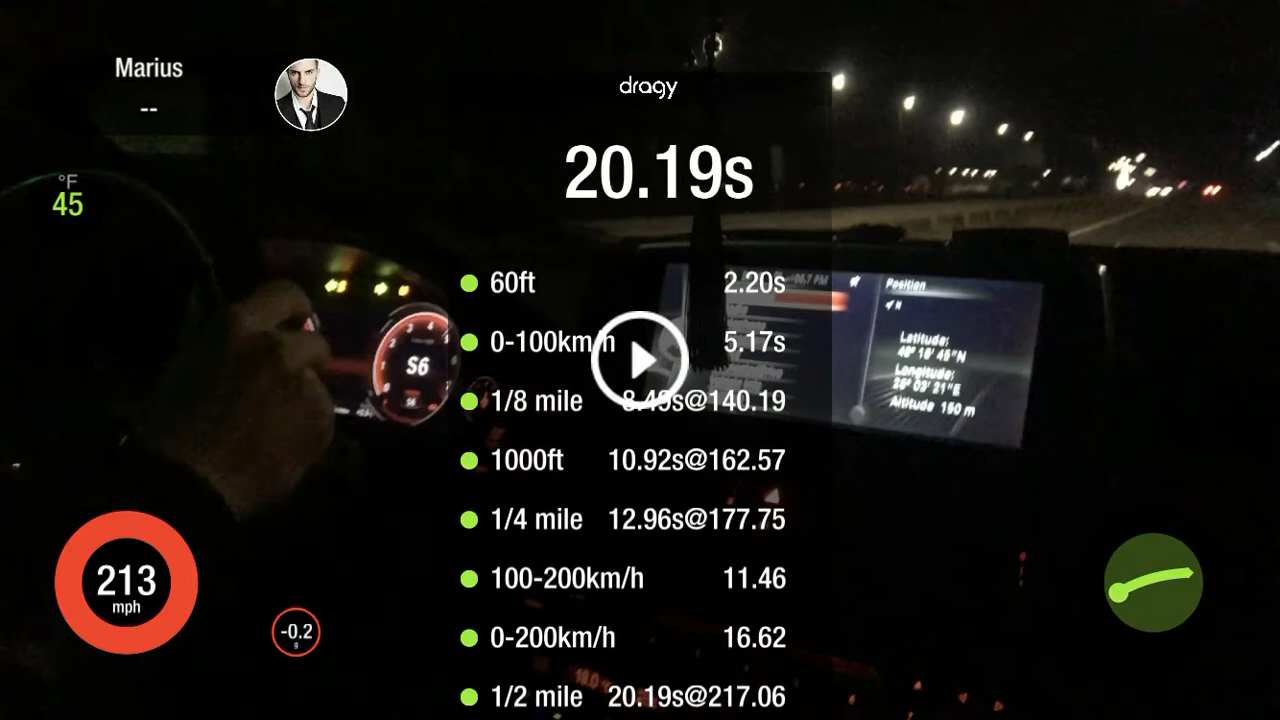 Marius
--
dragy
20.19s
°F
45
60ft 2.20s
0-100km/h 5.17s
1/8 mile 8.49s@140.19
1000ft 10.92s@162.57
1/4 mile 12.96s@177.75
100-200km/h 11.46
0-200km/h 16.62
1/2 mile 20.19s@217.06
S6
Position
N
Latitude:
Longitude:
Altitude 150 m
213
mph
-0.2
g